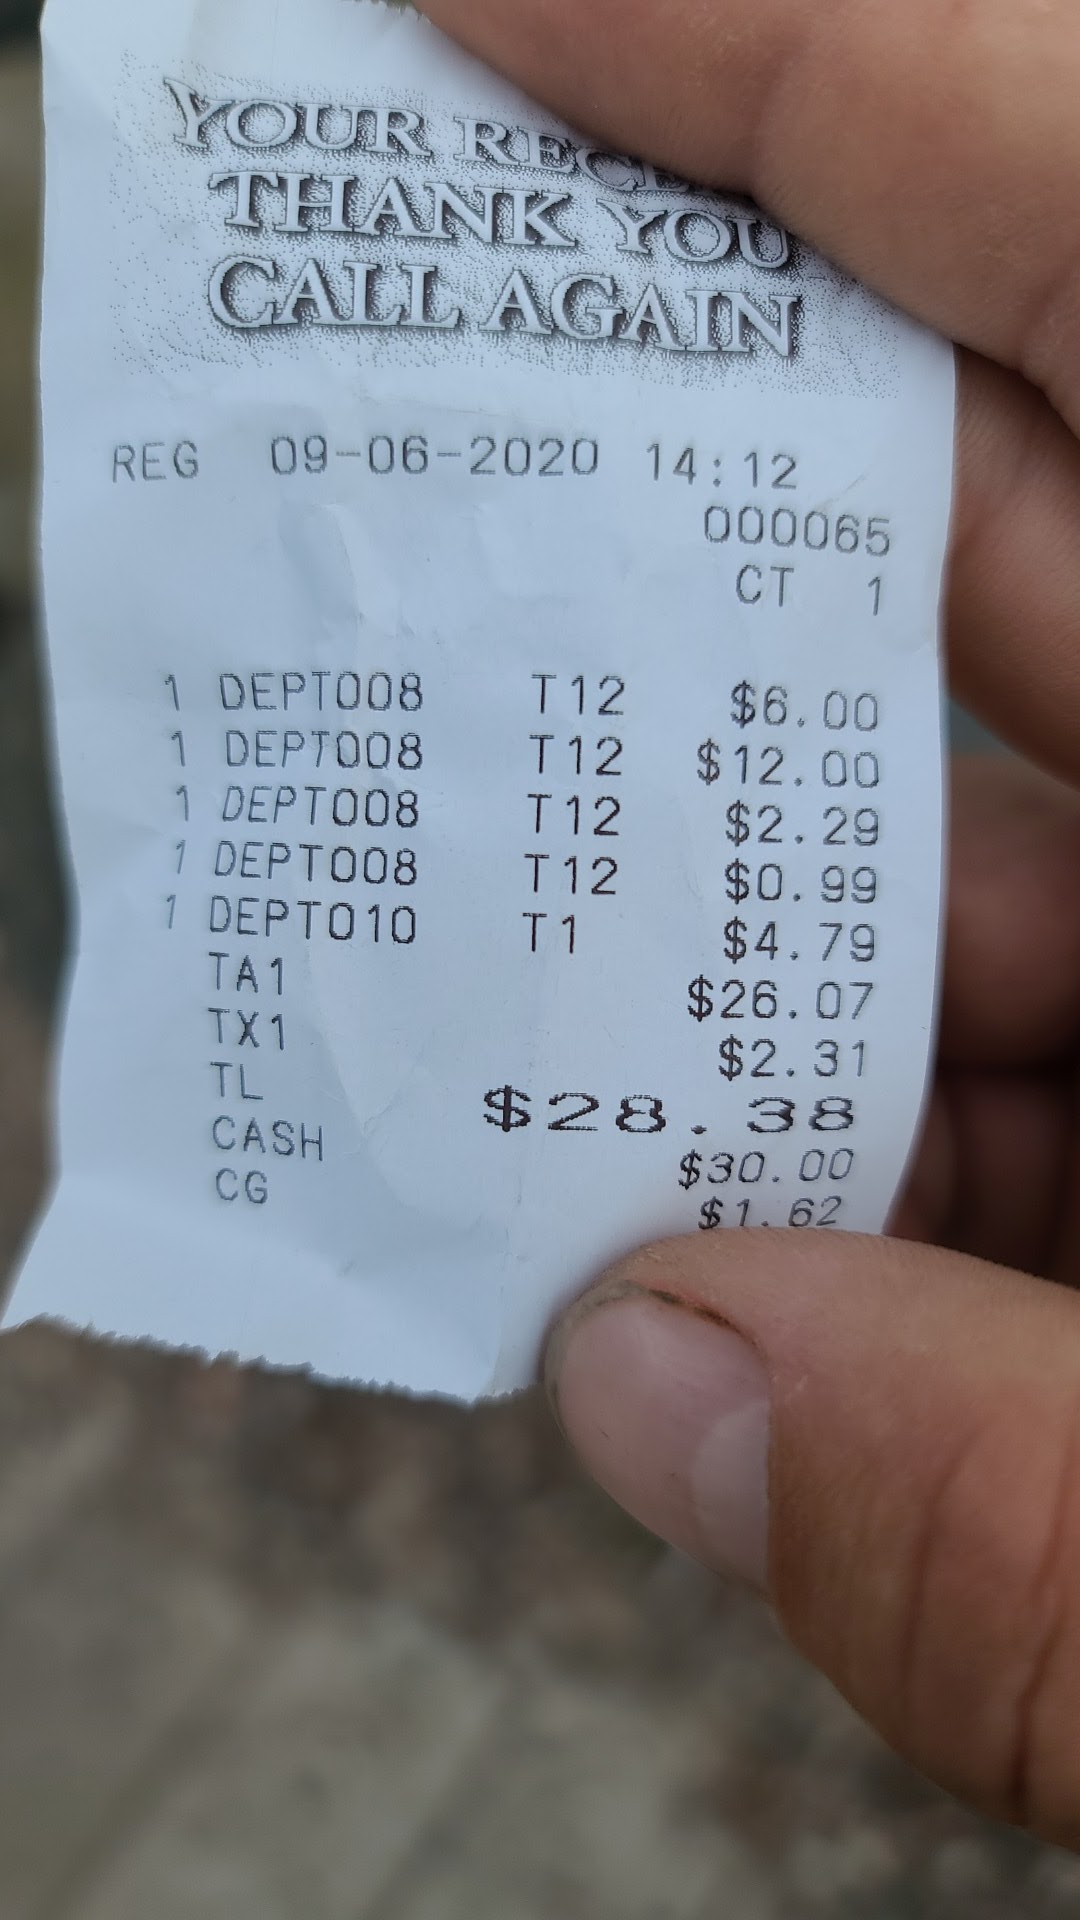 YOUR
THANK YOU
CALL AGAIN
REG 09-06-2020 14:12
000065
CT 1
1 DEPT008 T12 $6.00
1 DEPT008 T12 $12.00
1 DEPT008 T12 $2.29
1 DEPT008 T12 $0.99
1 DEPT010 T1 $4.79
TA1 $26.07
TX1 $2.31
TL $28.38
CASH $30.00
CG $1.62